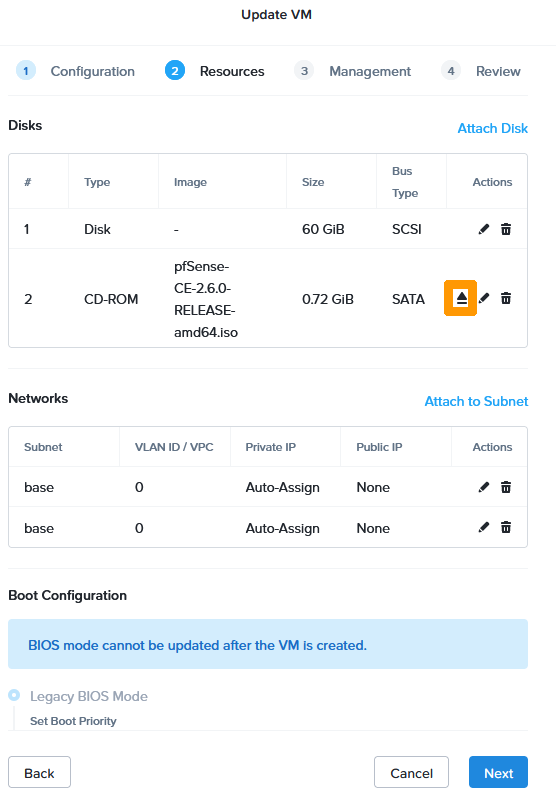 Update VM
1 Configuration 2 Resources 3 Management 4 Review
Disks
Attach Disk
# Type Image Size Bus Type Actions
1 Disk - 60 GiB SCSI
2 CD-ROM pfSense-CE-2.6.0-RELEASE-amd64.iso 0.72 GiB SATA
Networks
Attach to Subnet
Subnet VLAN ID / VPC Private IP Public IP Actions
base 0 Auto-Assign None
base 0 Auto-Assign None
Boot Configuration
BIOS mode cannot be updated after the VM is created.
Legacy BIOS Mode
Set Boot Priority
Back Cancel Next